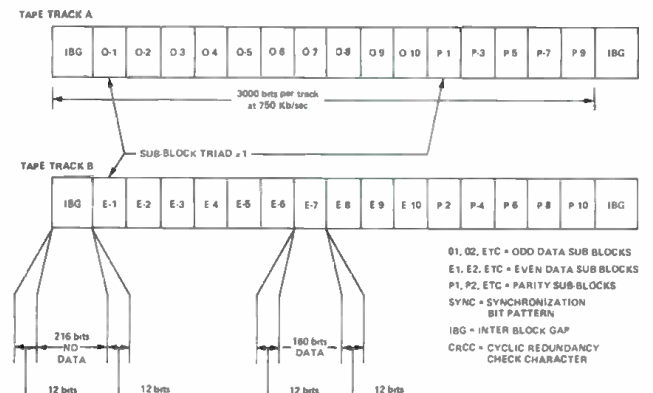 TAPE TRACK A
IBG O-1 O-2 O 3 O 4 O-5 O 6 O 7 O-8 O 9 O 10 P 1 P-3 P 5 P-7 P 9 IBG
3000 bits per track
at 750 Kb/sec
SUB-BLOCK TRIAD #1
TAPE TRACK B
IBG E-1 E-2 E-3 E 4 E-5 E-6 E-7 E 8 E 9 E 10 P 2 P-4 P 6 P 8 P 10 IBG
01, 02, ETC = ODD DATA SUB BLOCKS
E1, E2, ETC = EVEN DATA SUB BLOCKS
P1, P2, ETC = PARITY SUB-BLOCKS
SYNC = SYNCHRONIZATION
BIT PATTERN
IBG = INTER BLOCK GAP
CRCC = CYCLIC REDUNDANCY
CHECK CHARACTER
216 bits
NO
DATA
160 bits
DATA
12 bits 12 bits 12 bits 12 bits